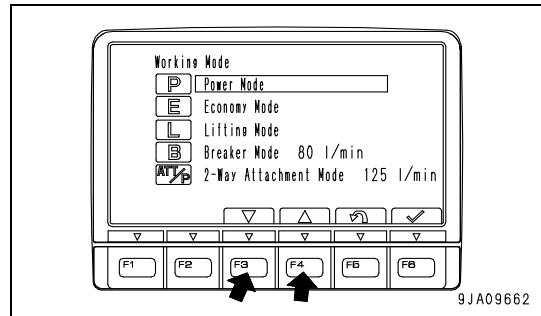 Working Mode
P Power Mode
E Economy Mode
L Lifting Mode
B Breaker Mode 80 l/min
ATT/P 2-Way Attachment Mode 125 l/min
F1 F2 F3 F4 F5 F6
9JA09662